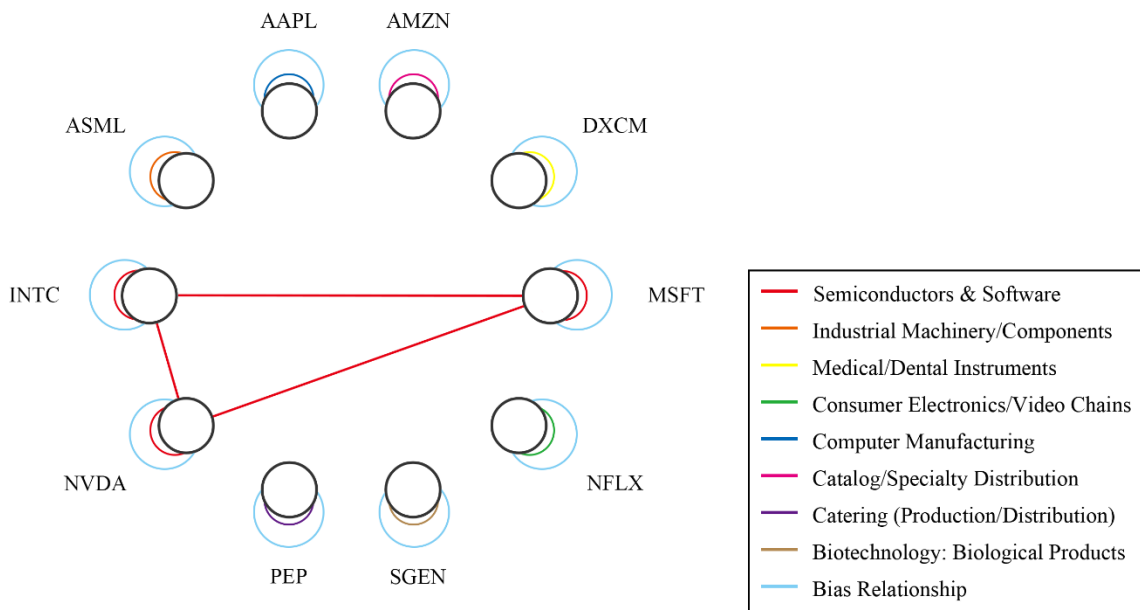 AAPL
AMZN
ASML
DXCM
INTC
MSFT
NVDA
NFLX
PEP
SGEN
Semiconductors & Software
Industrial Machinery/Components
Medical/Dental Instruments
Consumer Electronics/Video Chains
Computer Manufacturing
Catalog/Specialty Distribution
Catering (Production/Distribution)
Biotechnology: Biological Products
Bias Relationship